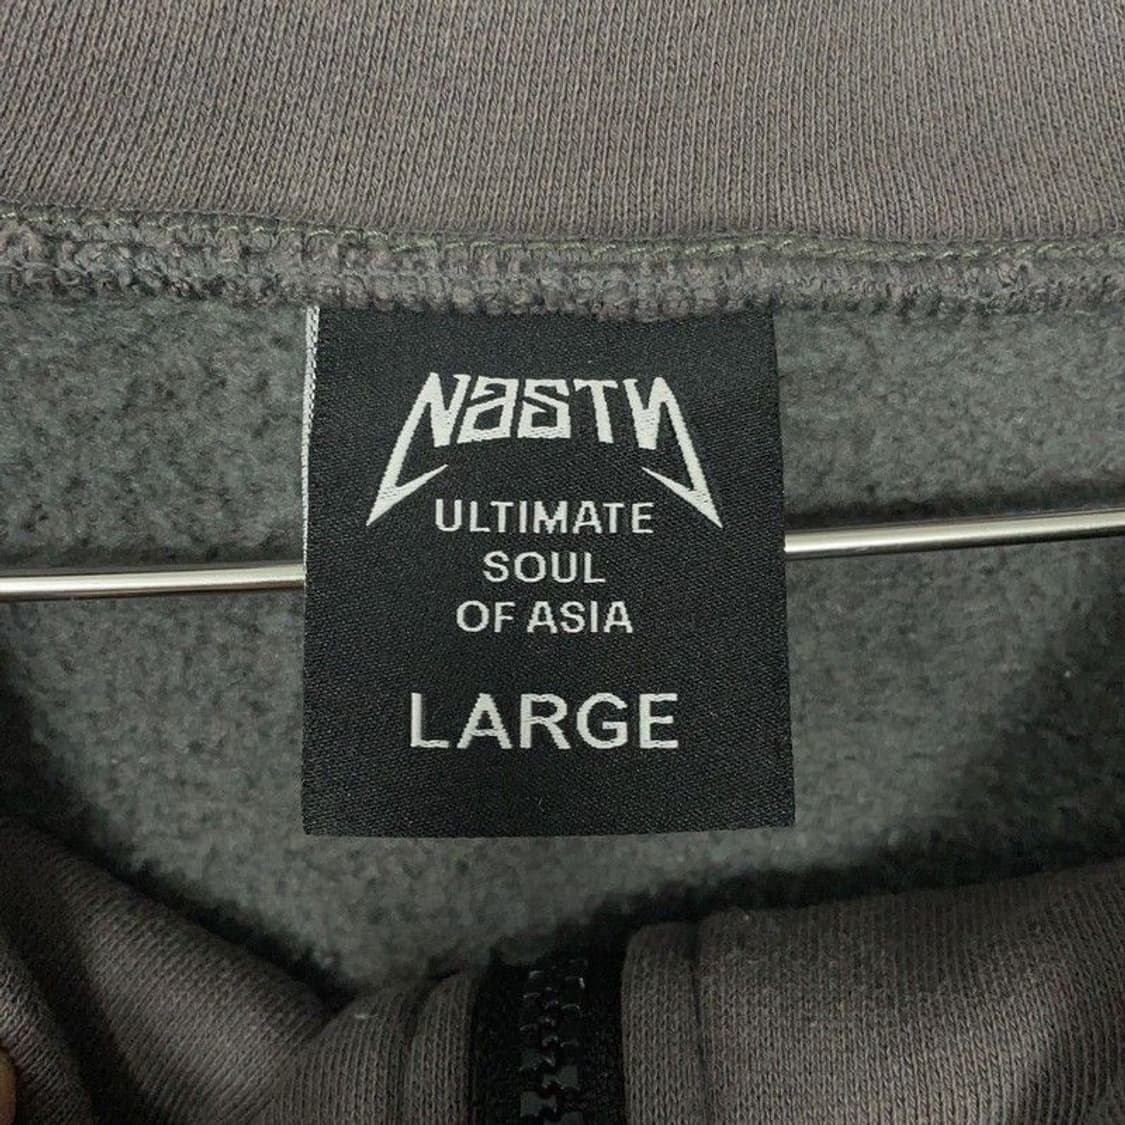 NASTY
ULTIMATE
SOUL
OF ASIA
LARGE